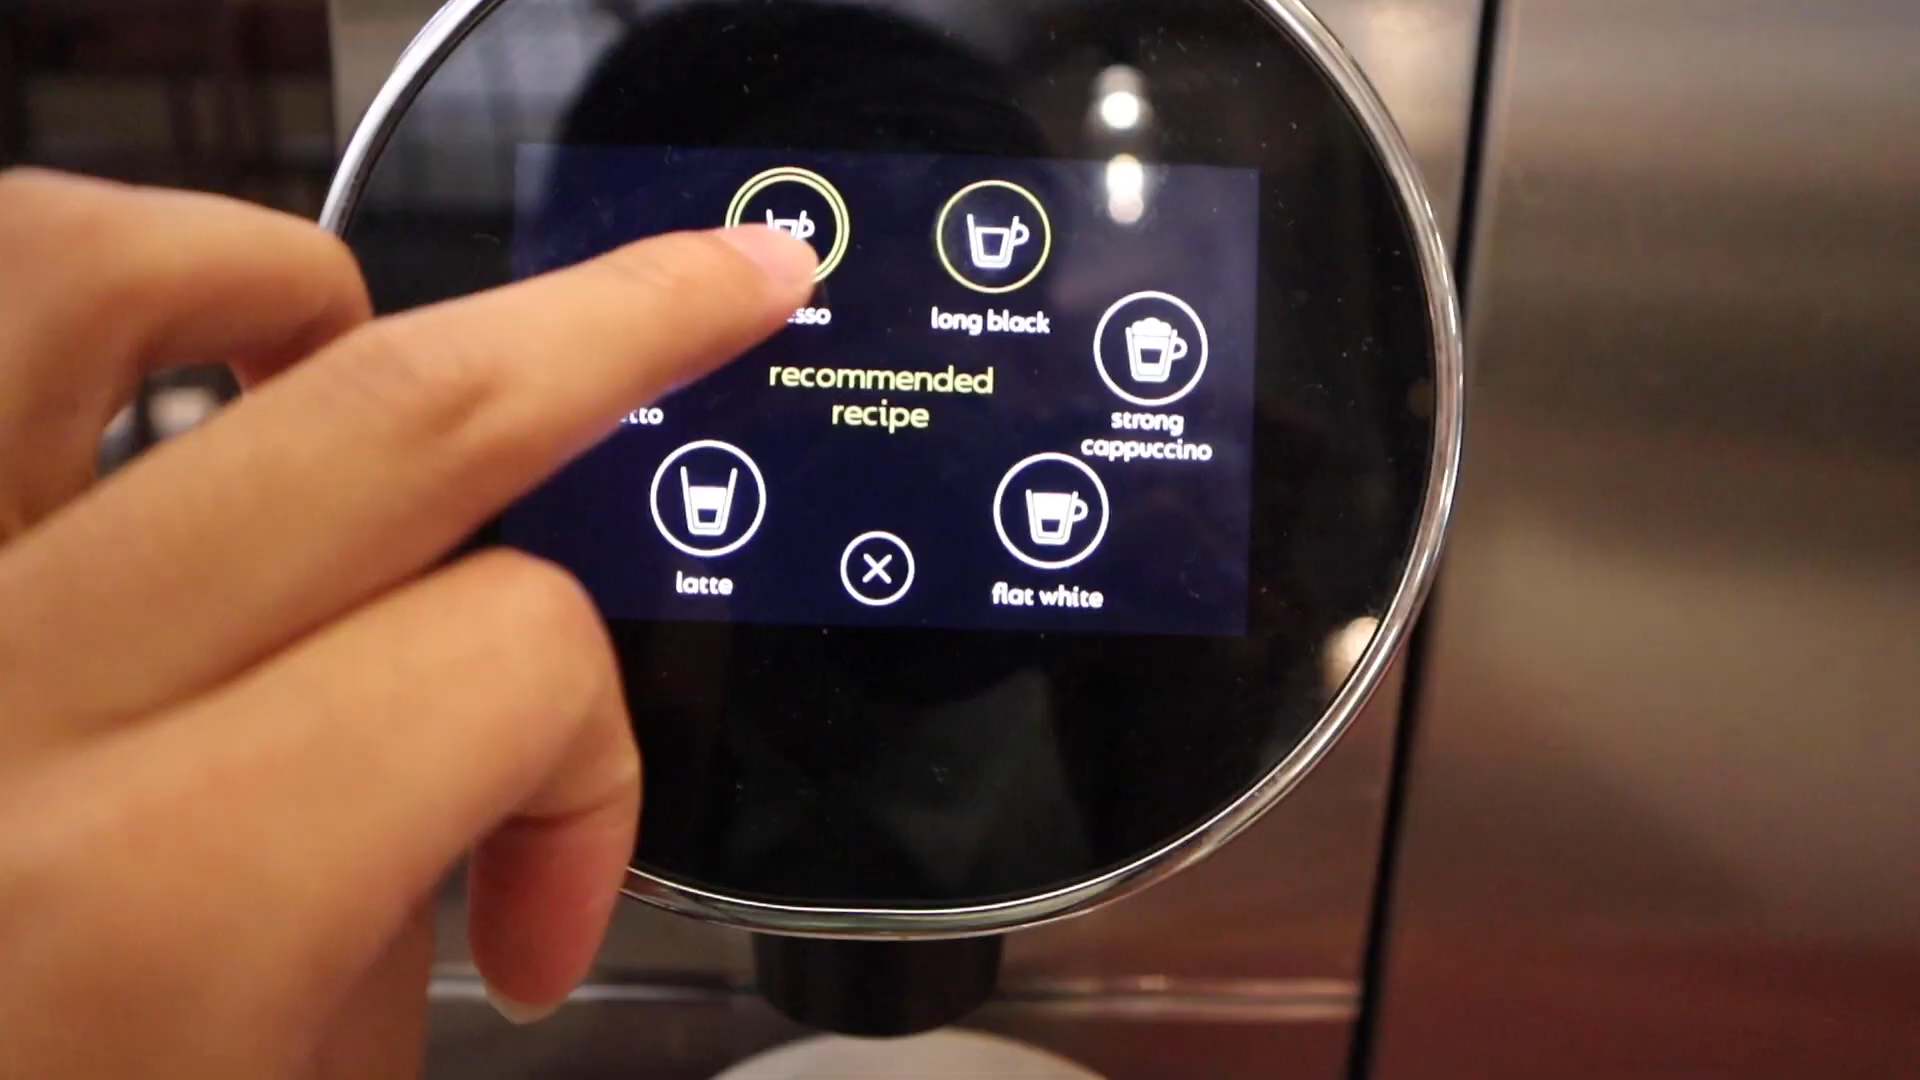 long black
recommended
recipe
strong
cappuccino
latte
flat white